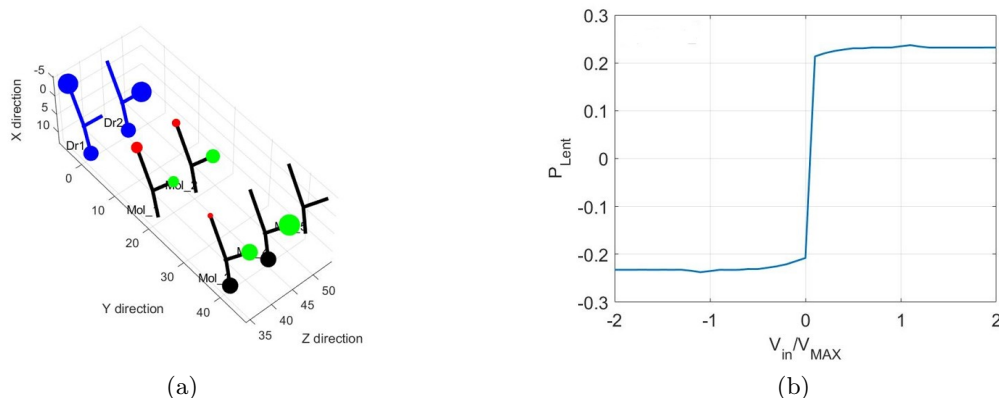 -5
0
5
10
X direction
Dr1
Dr2
Mol_
Mol_2
Mol_3
0
10
20
30
40
Y direction
35
40
45
50
Z direction
(a)
0.3
0.2
0.1
0
-0.1
-0.2
-0.3
P_Lent
-2
-1
0
1
2
V_in/V_MAX
(b)